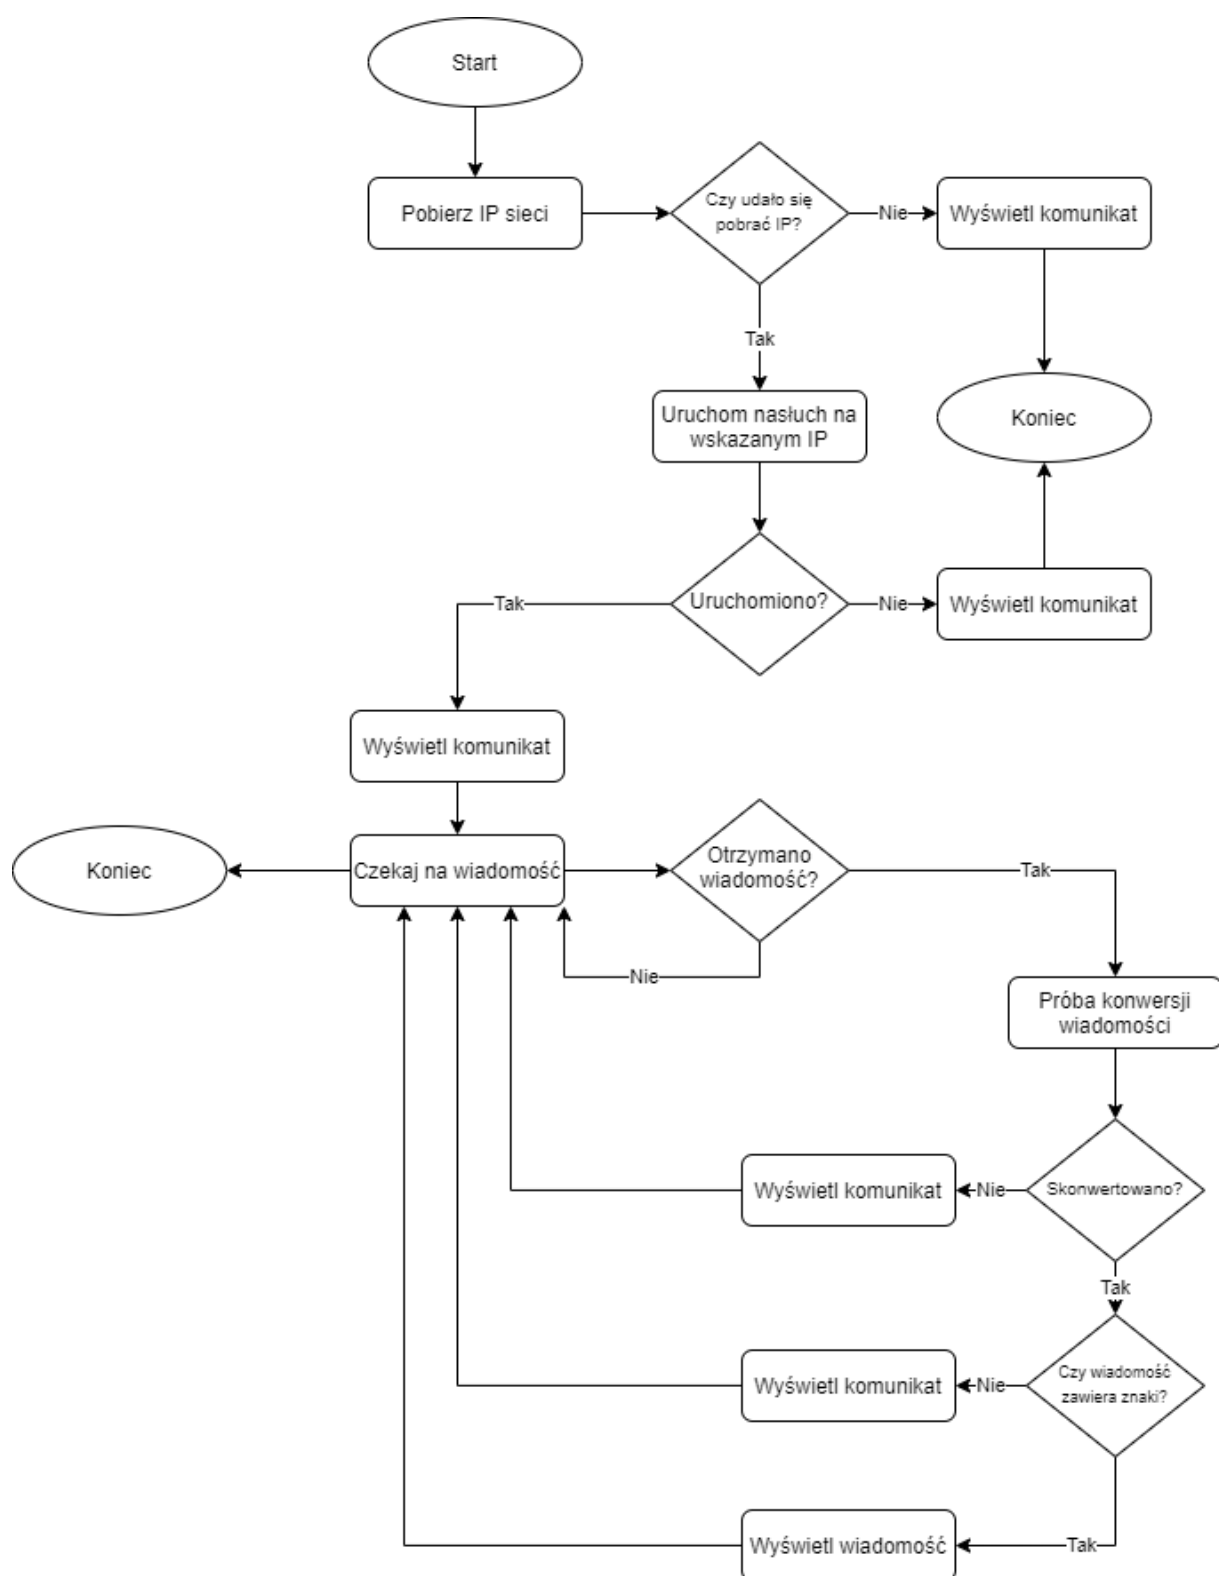 Start
Pobierz IP sieci
Czy udało się
pobrać IP?
Nie
Wyświetl komunikat
Tak
Uruchom nasłuch na
wskazanym IP
Koniec
Uruchomiono?
Nie
Wyświetl komunikat
Tak
Wyświetl komunikat
Koniec
Czekaj na wiadomość
Otrzymano
wiadomość?
Tak
Nie
Próba konwersji
wiadomości
Wyświetl komunikat
Nie
Skonwertowano?
Tak
Wyświetl komunikat
Nie
Czy wiadomość
zawiera znaki?
Wyświetl wiadomość
Tak